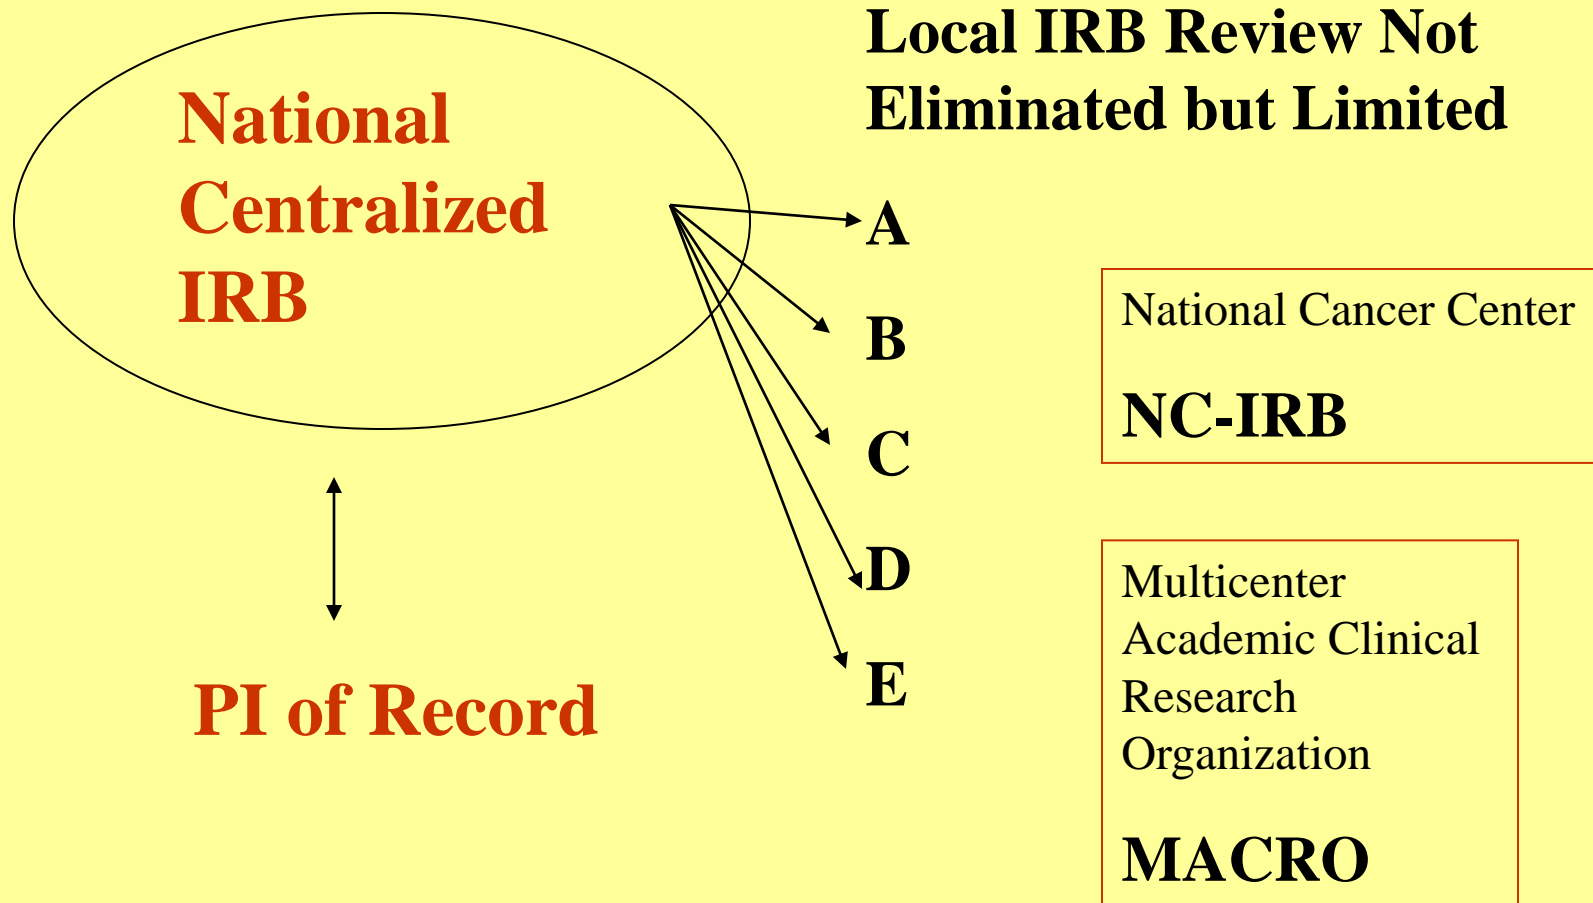 National
Centralized
IRB
PI of Record
Local IRB Review Not
Eliminated but Limited
A
B
C
D
E
National Cancer Center
NC-IRB
Multicenter
Academic Clinical
Research
Organization
MACRO